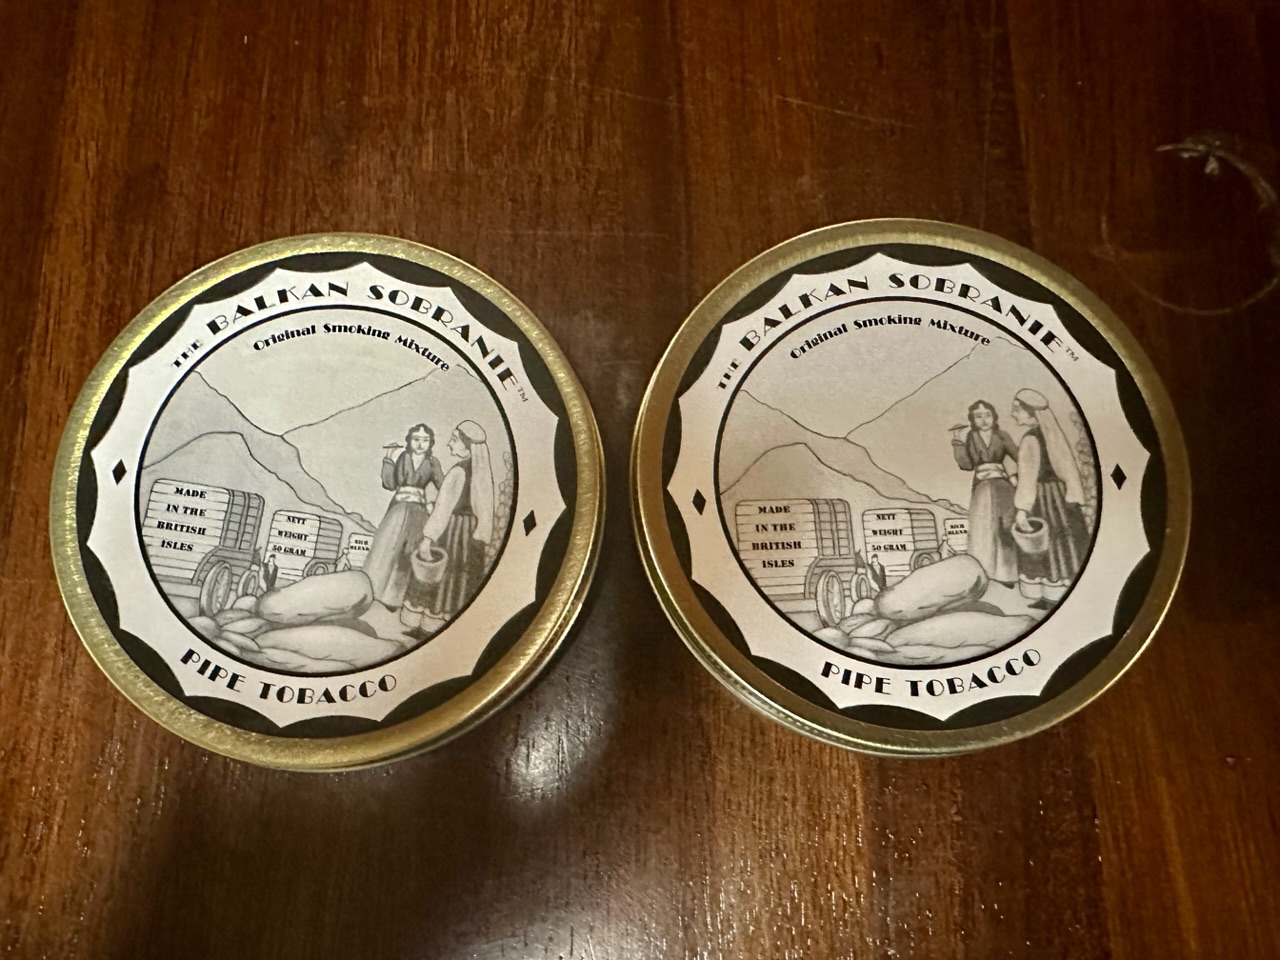 THE BALKAN SOBRANIE™
Original Smoking Mixture
MADE
IN THE
BRITISH
ISLES
NETT
WEIGHT
50 GRAM
RICH
BLEND
PIPE TOBACCO
THE BALKAN SOBRANIE™
Original Smoking Mixture
MADE
IN THE
BRITISH
ISLES
NETT
WEIGHT
50 GRAM
RICH
BLEND
PIPE TOBACCO